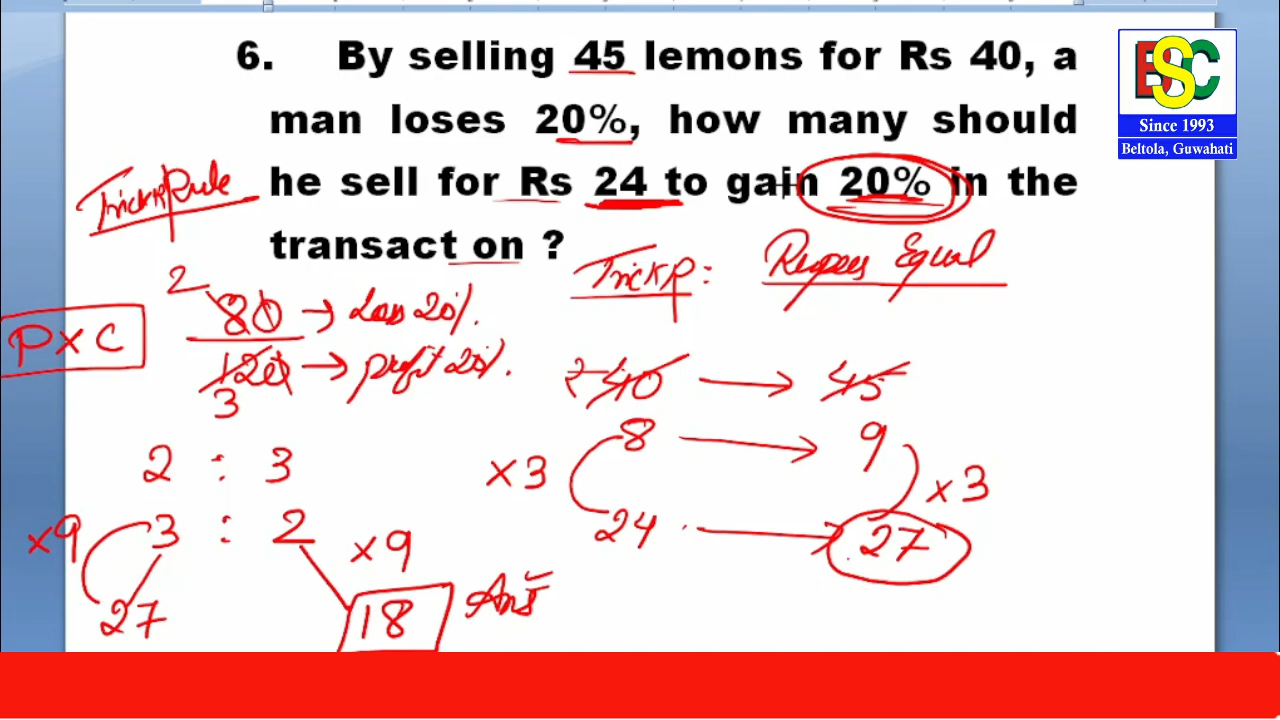 6. By selling 45 lemons for Rs 40, a
man loses 20%, how many should
he sell for Rs 24 to gain 20% in the
transact on ?
BSC
Since 1993
Beltola, Guwahati
Trick Rule
Trick R : Rupees Equal
2
80 → Loss 20%.
P X C
120 → profit 20%.
3
40 → 45
8 → 9
2 : 3
×3
×3
×9 3 : 2 ×9
24 → 27
27 18 Ans